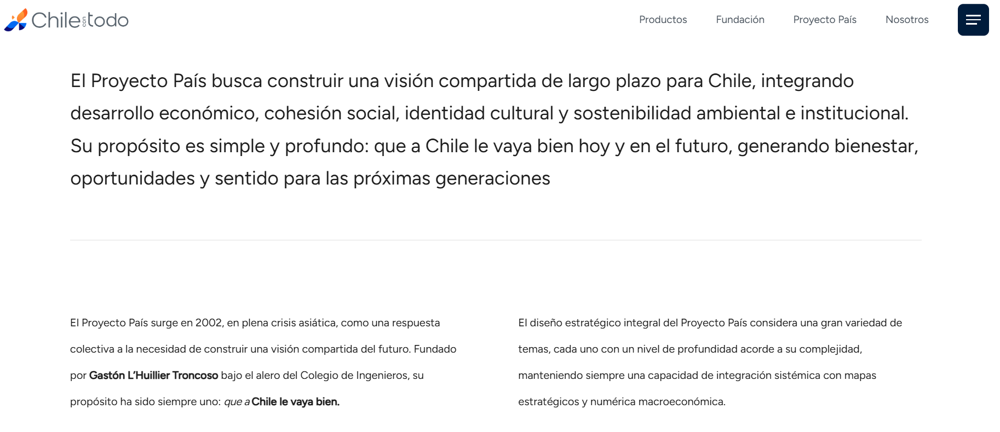 Chile con todo
Productos
Fundación
Proyecto País
Nosotros
El Proyecto País busca construir una visión compartida de largo plazo para Chile, integrando
desarrollo económico, cohesión social, identidad cultural y sostenibilidad ambiental e institucional.
Su propósito es simple y profundo: que a Chile le vaya bien hoy y en el futuro, generando bienestar,
oportunidades y sentido para las próximas generaciones
El Proyecto País surge en 2002, en plena crisis asiática, como una respuesta
colectiva a la necesidad de construir una visión compartida del futuro. Fundado
por Gastón L’Huillier Troncoso bajo el alero del Colegio de Ingenieros, su
propósito ha sido siempre uno: que a Chile le vaya bien.
El diseño estratégico integral del Proyecto País considera una gran variedad de
temas, cada uno con un nivel de profundidad acorde a su complejidad,
manteniendo siempre una capacidad de integración sistémica con mapas
estratégicos y numérica macroeconómica.